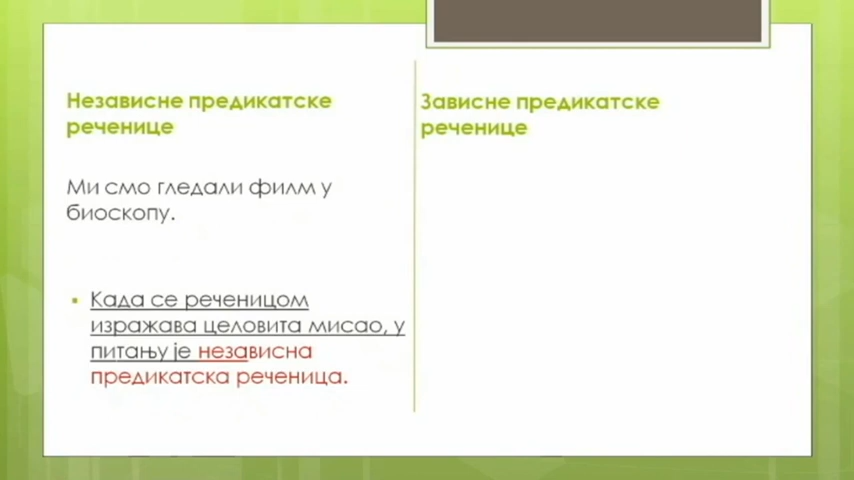 Независне предикатске
реченице
Ми смо гледали филм у
биоскопу.
Када се реченицом
изражава целовита мисао, у
питању је независна
предикатска реченица.
Зависне предикатске
реченице